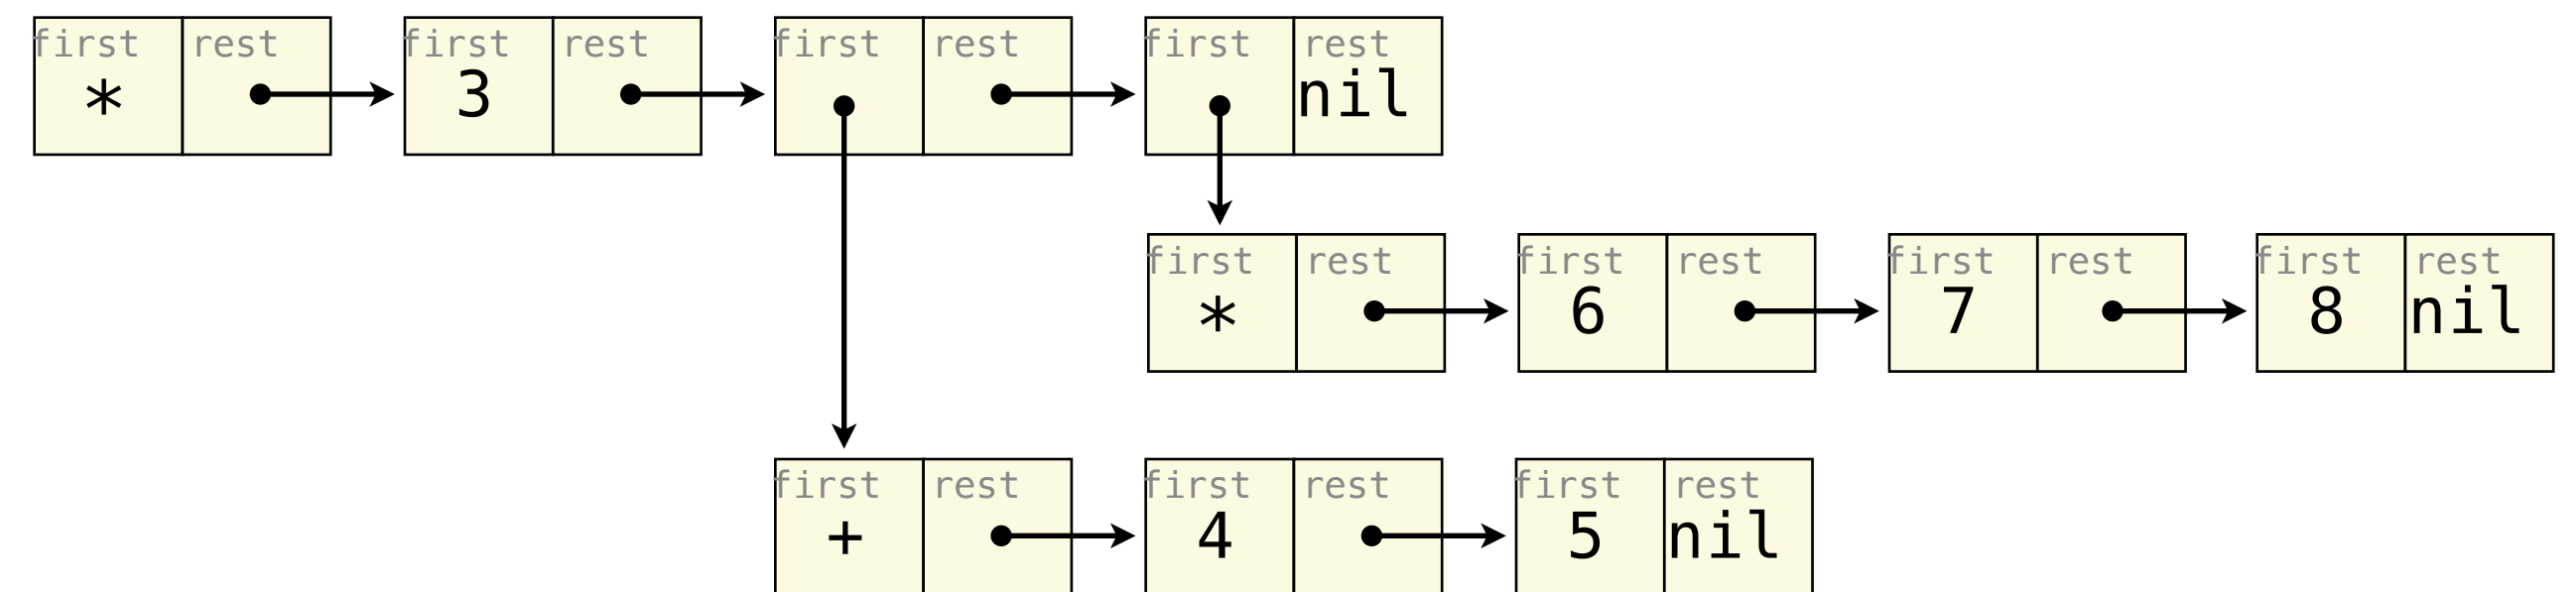 first rest first rest first rest first rest
* 3 nil
first rest first rest first rest first rest
* 6 7 8 nil
first rest first rest first rest
+ 4 5 nil